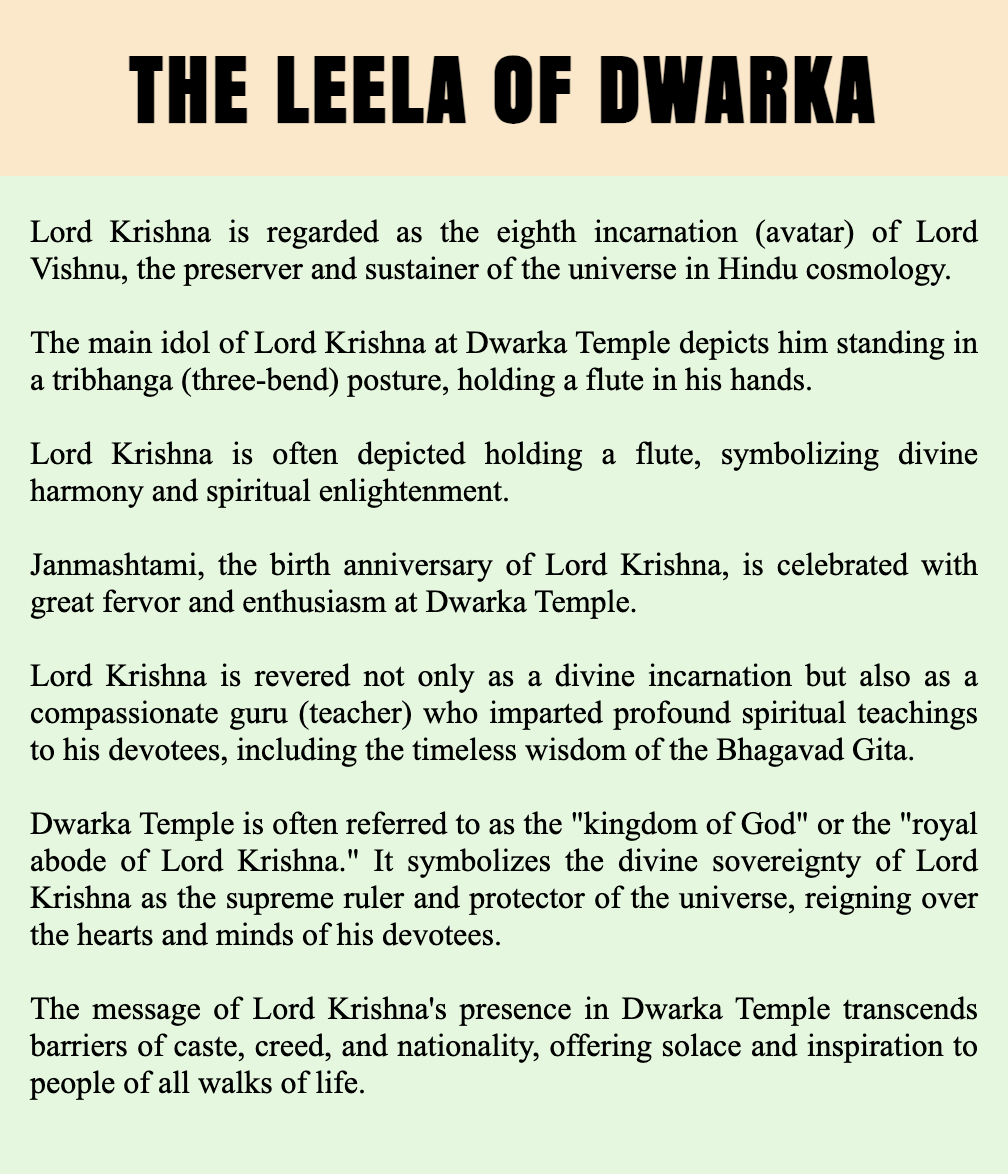 THE LEELA OF DWARKA
Lord Krishna is regarded as the eighth incarnation (avatar) of Lord
Vishnu, the preserver and sustainer of the universe in Hindu cosmology.
The main idol of Lord Krishna at Dwarka Temple depicts him standing in
a tribhanga (three-bend) posture, holding a flute in his hands.
Lord Krishna is often depicted holding a flute, symbolizing divine
harmony and spiritual enlightenment.
Janmashtami, the birth anniversary of Lord Krishna, is celebrated with
great fervor and enthusiasm at Dwarka Temple.
Lord Krishna is revered not only as a divine incarnation but also as a
compassionate guru (teacher) who imparted profound spiritual teachings
to his devotees, including the timeless wisdom of the Bhagavad Gita.
Dwarka Temple is often referred to as the "kingdom of God" or the "royal
abode of Lord Krishna." It symbolizes the divine sovereignty of Lord
Krishna as the supreme ruler and protector of the universe, reigning over
the hearts and minds of his devotees.
The message of Lord Krishna's presence in Dwarka Temple transcends
barriers of caste, creed, and nationality, offering solace and inspiration to
people of all walks of life.